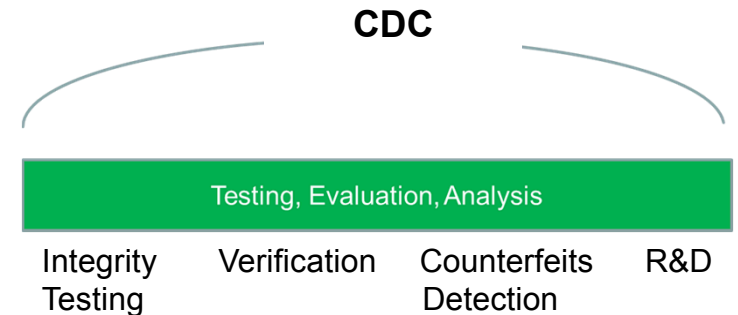 CDC
Testing, Evaluation, Analysis
Integrity Testing
Verification
Counterfeits Detection
R&D